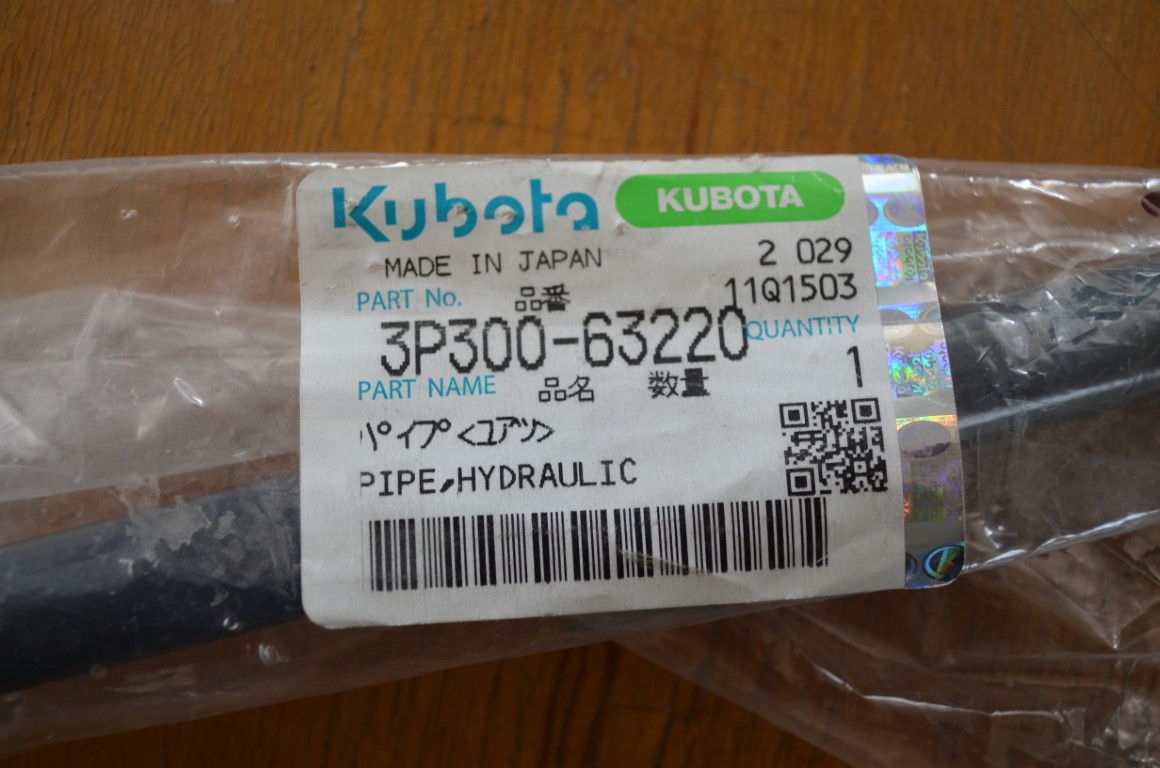 Kubota KUBOTA
MADE IN JAPAN 2 029
PART No. 品番 11Q1503
3P300-63220 QUANTITY
PART NAME 品名 数量 1
パイプ<ユアツ>
PIPE,HYDRAULIC